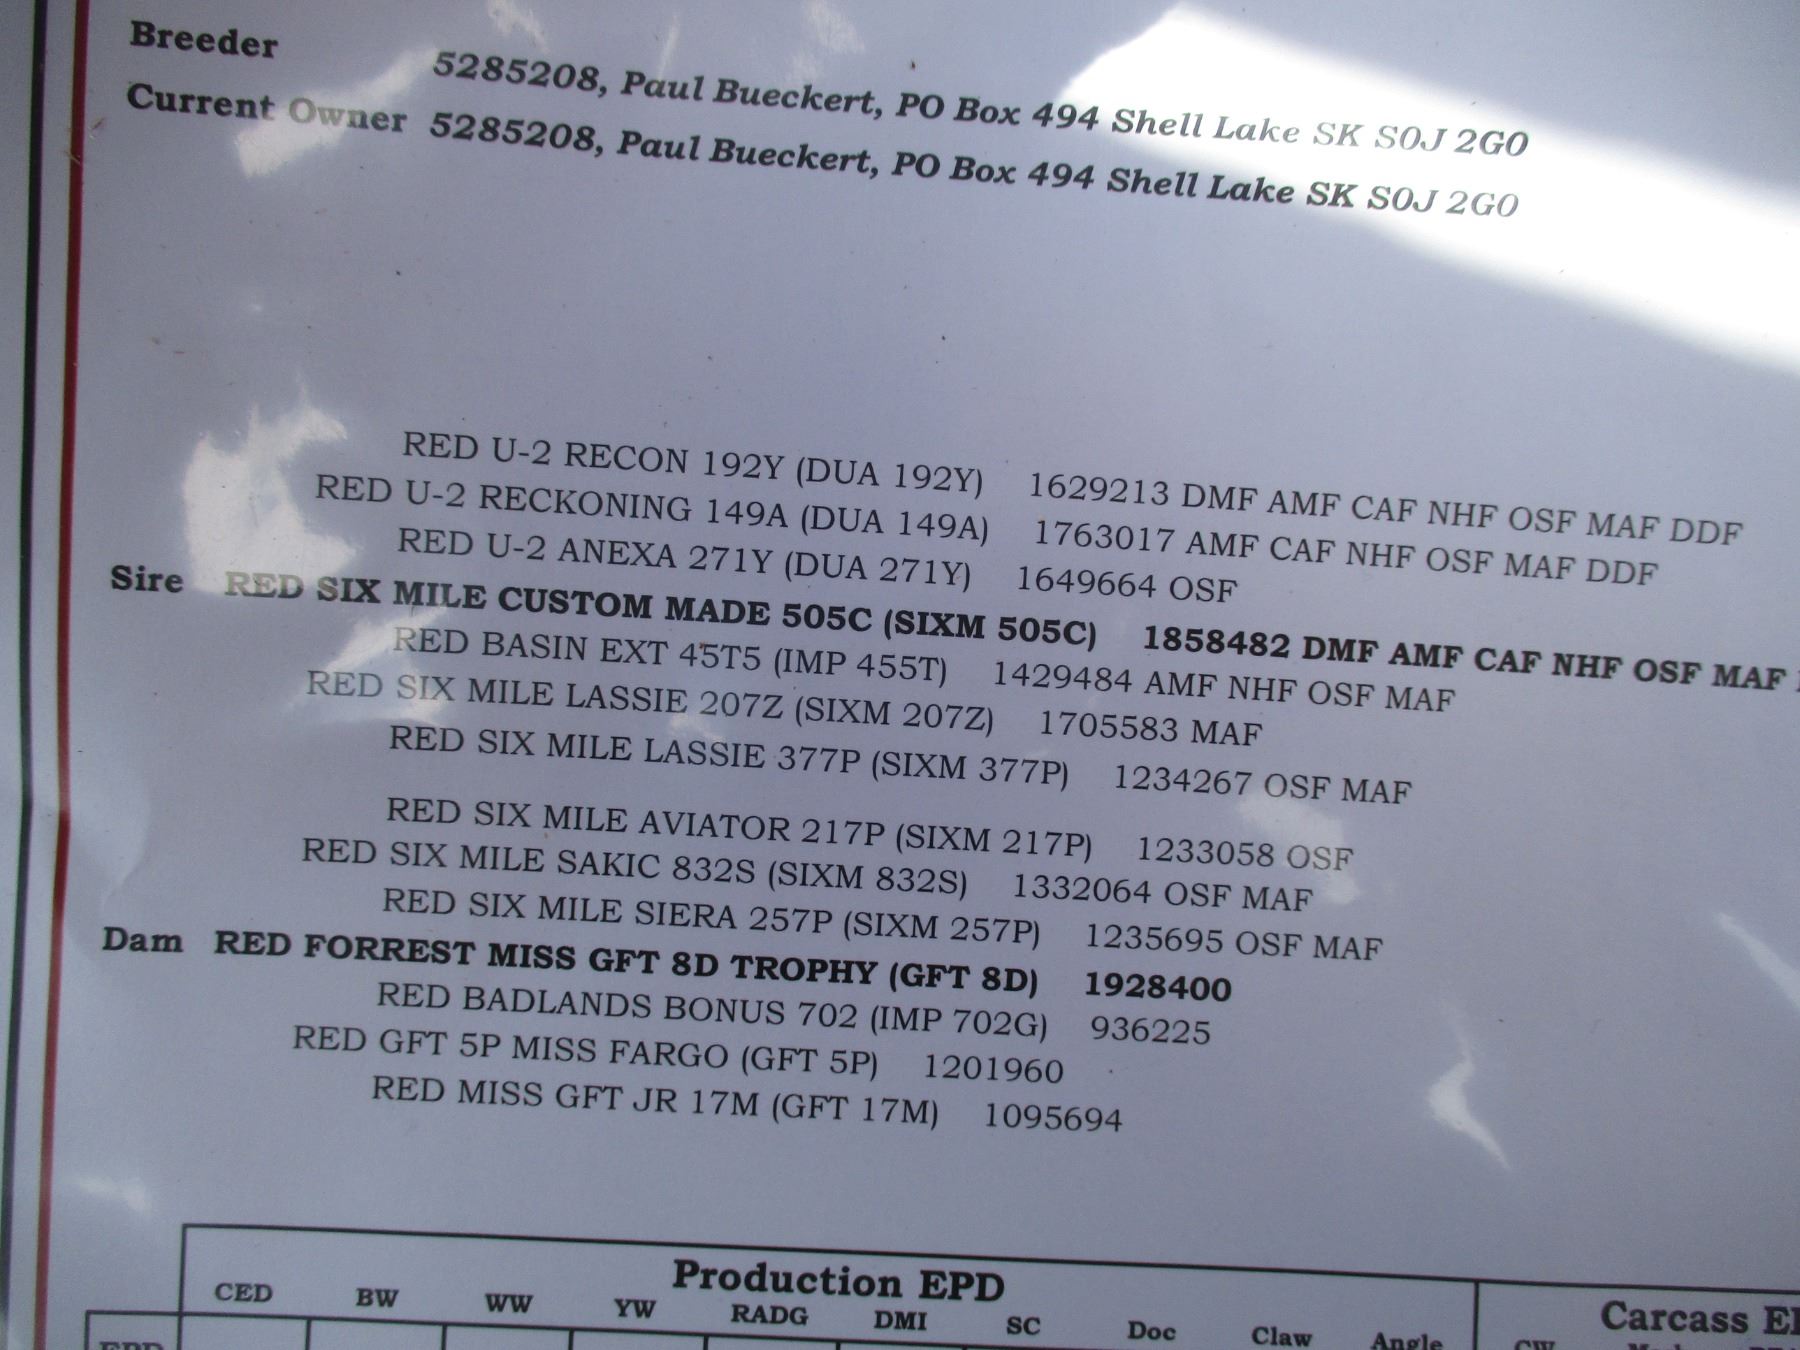 Breeder 5285208, Paul Bueckert, PO Box 494 Shell Lake SK S0J 2G0
Current Owner 5285208, Paul Bueckert, PO Box 494 Shell Lake SK S0J 2G0
RED U-2 RECON 192Y (DUA 192Y) 1629213 DMF AMF CAF NHF OSF MAF DDF
RED U-2 RECKONING 149A (DUA 149A) 1763017 AMF CAF NHF OSF MAF DDF
RED U-2 ANEXA 271Y (DUA 271Y) 1649664 OSF
Sire RED SIX MILE CUSTOM MADE 505C (SIXM 505C) 1858482 DMF AMF CAF NHF OSF MAF
RED BASIN EXT 45T5 (IMP 455T) 1429484 AMF NHF OSF MAF
RED SIX MILE LASSIE 207Z (SIXM 207Z) 1705583 MAF
RED SIX MILE LASSIE 377P (SIXM 377P) 1234267 OSF MAF
RED SIX MILE AVIATOR 217P (SIXM 217P) 1233058 OSF
RED SIX MILE SAKIC 832S (SIXM 832S) 1332064 OSF MAF
RED SIX MILE SIERA 257P (SIXM 257P) 1235695 OSF MAF
Dam RED FORREST MISS GFT 8D TROPHY (GFT 8D) 1928400
RED BADLANDS BONUS 702 (IMP 702G) 936225
RED GFT 5P MISS FARGO (GFT 5P) 1201960
RED MISS GFT JR 17M (GFT 17M) 1095694
Production EPD Carcass
CED BW WW YW RADG DMI SC Doc Claw Angle CW
EPD